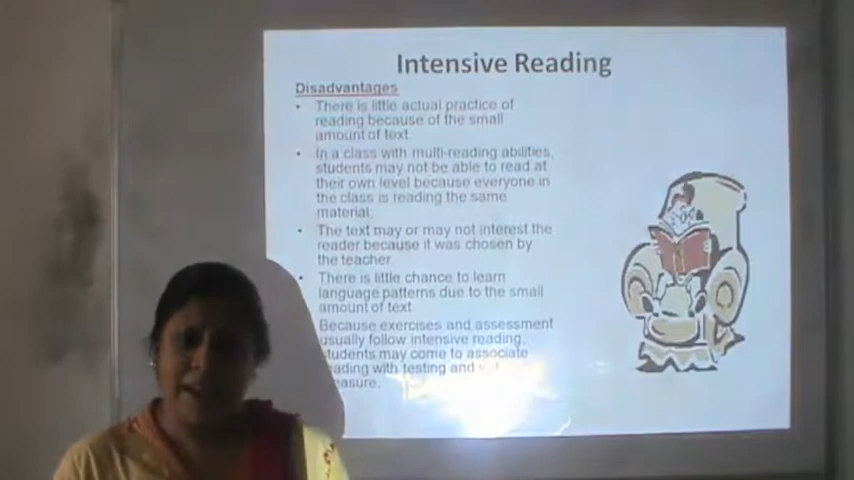 Intensive Reading
Disadvantages
• There is little actual practice of
reading because of the small
amount of text.
• In a class with multi-reading abilities,
students may not be able to read at
their own level because everyone in
the class is reading the same
material.
• The text may or may not interest the
reader because it was chosen by
the teacher.
• There is little chance to learn
language patterns due to the small
amount of text.
Because exercises and assessment
usually follow intensive reading,
students may come to associate
reading with testing and